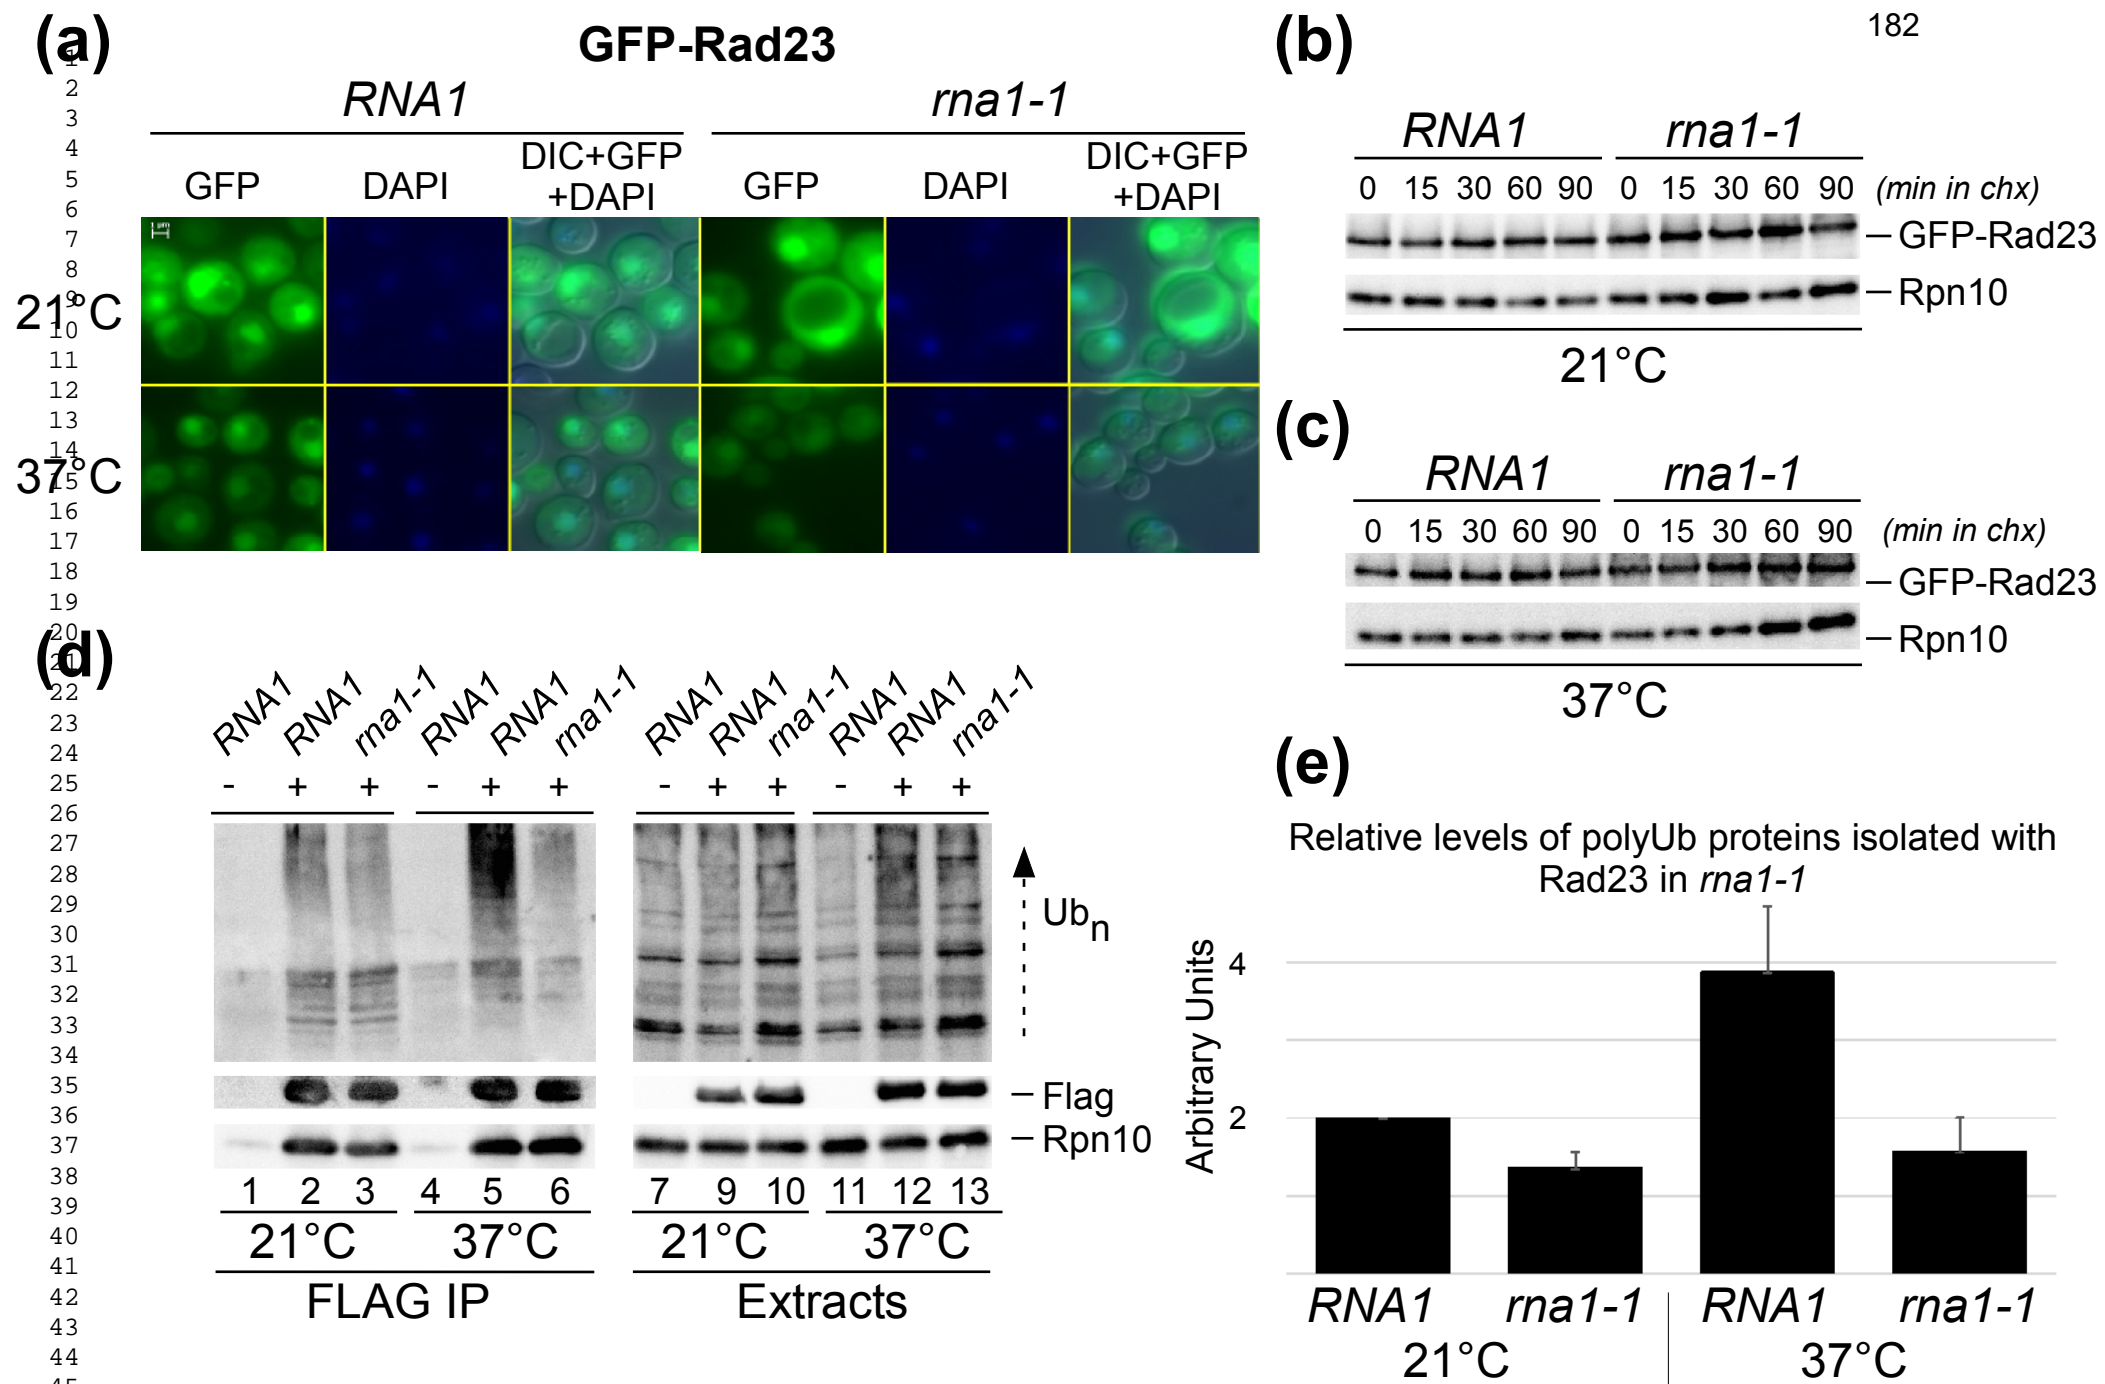 182
(a)
GFP-Rad23
RNA1 rna1-1
GFP DAPI DIC+GFP +DAPI GFP DAPI DIC+GFP +DAPI
1 µm
21°C
37°C
(b)
RNA1 rna1-1
0 15 30 60 90 0 15 30 60 90 (min in chx)
GFP-Rad23
Rpn10
21°C
(c)
RNA1 rna1-1
0 15 30 60 90 0 15 30 60 90 (min in chx)
GFP-Rad23
Rpn10
37°C
(d)
RNA1 RNA1 rna1-1 RNA1 RNA1 rna1-1 RNA1 RNA1 rna1-1 RNA1 RNA1 rna1-1
- + + - + + - + + - + +
Ubn
Flag
Rpn10
1 2 3 4 5 6 7 9 10 11 12 13
21°C 37°C 21°C 37°C
FLAG IP Extracts
(e)
Relative levels of polyUb proteins isolated with
Rad23 in rna1-1
Arbitrary Units
4
2
RNA1 rna1-1 RNA1 rna1-1
21°C 37°C
1
2
3
4
5
6
7
8
9
10
11
12
13
14
15
16
17
18
19
20
21
22
23
24
25
26
27
28
29
30
31
32
33
34
35
36
37
38
39
40
41
42
43
44
45